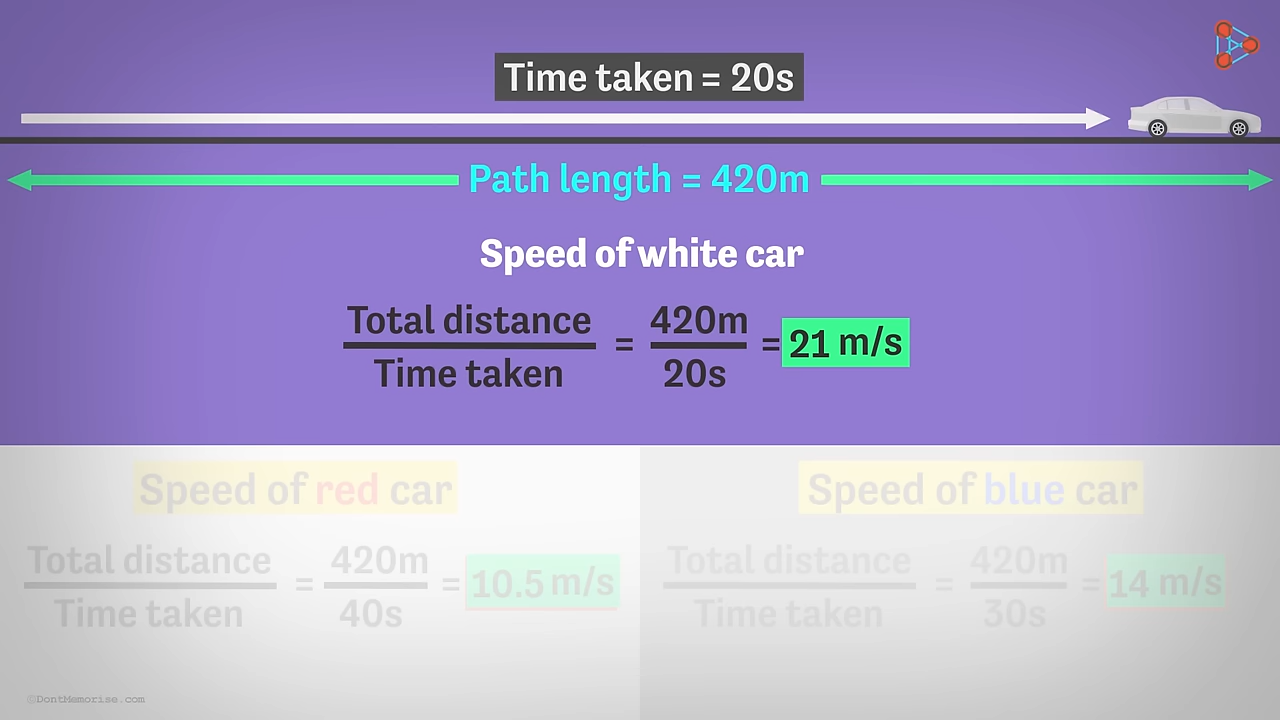 Time taken = 20s
Path length = 420m
Speed of white car
Total distance
Time taken
=
420m
20s
=
21 m/s
Speed of red car
Total distance
Time taken
=
420m
40s
=
10.5 m/s
Speed of blue car
Total distance
Time taken
=
420m
30s
=
14 m/s
©DontMemorise.com